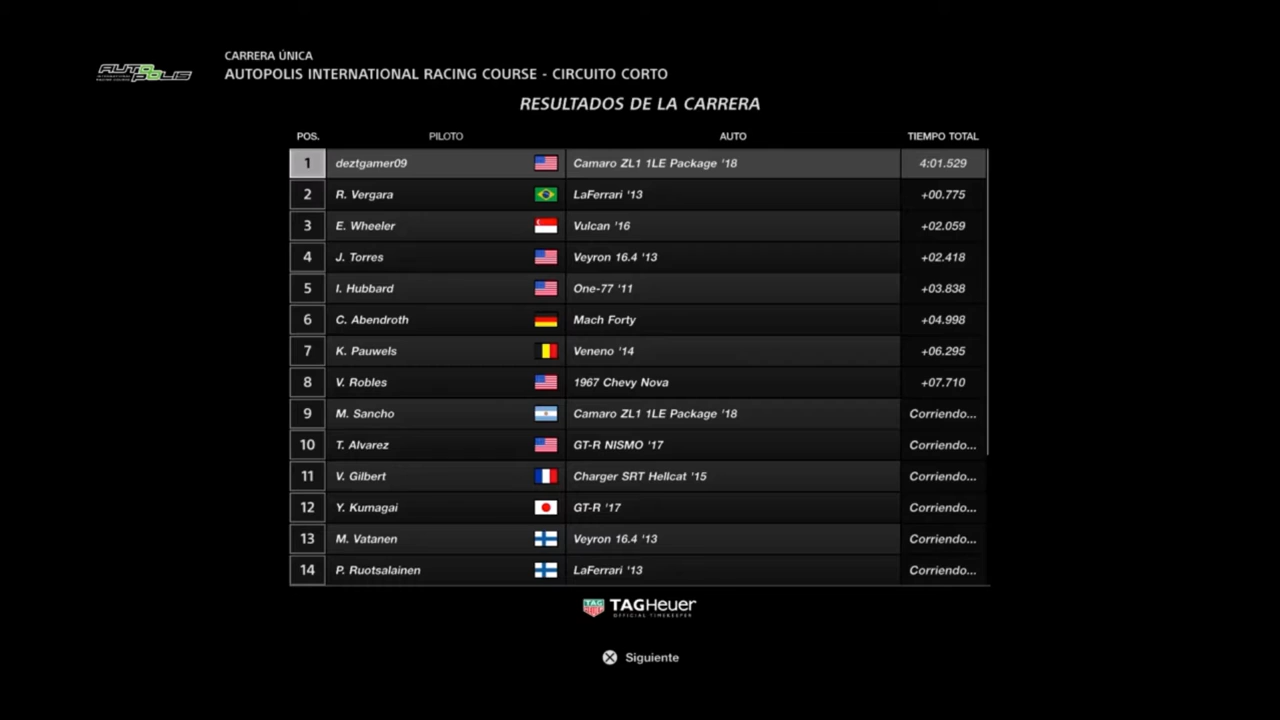 CARRERA ÚNICA
AUTOPOLIS
AUTOPOLIS INTERNATIONAL RACING COURSE - CIRCUITO CORTO
RESULTADOS DE LA CARRERA
POS. PILOTO AUTO TIEMPO TOTAL
1 deztgamer09 Camaro ZL1 1LE Package '18 4:01.529
2 R. Vergara LaFerrari '13 +00.775
3 E. Wheeler Vulcan '16 +02.059
4 J. Torres Veyron 16.4 '13 +02.418
5 I. Hubbard One-77 '11 +03.838
6 C. Abendroth Mach Forty +04.998
7 K. Pauwels Veneno '14 +06.295
8 V. Robles 1967 Chevy Nova +07.710
9 M. Sancho Camaro ZL1 1LE Package '18 Corriendo...
10 T. Alvarez GT-R NISMO '17 Corriendo...
11 V. Gilbert Charger SRT Hellcat '15 Corriendo...
12 Y. Kumagai GT-R '17 Corriendo...
13 M. Vatanen Veyron 16.4 '13 Corriendo...
14 P. Ruotsalainen LaFerrari '13 Corriendo...
TAG HEUER TAGHeuer
OFFICIAL TIMEKEEPER
Siguiente